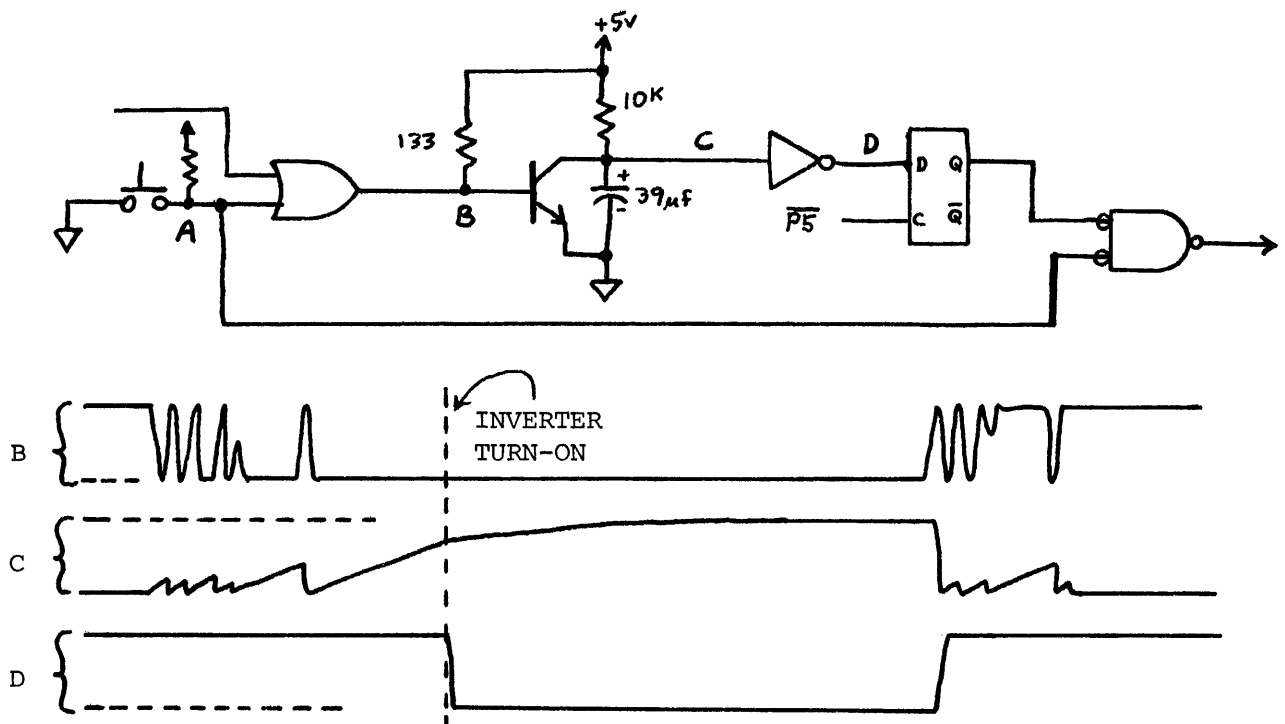 +5V
10K
133
C
D
D Q
39µf
+
-
B
A
P5
C Q
INVERTER
TURN-ON
B
C
D